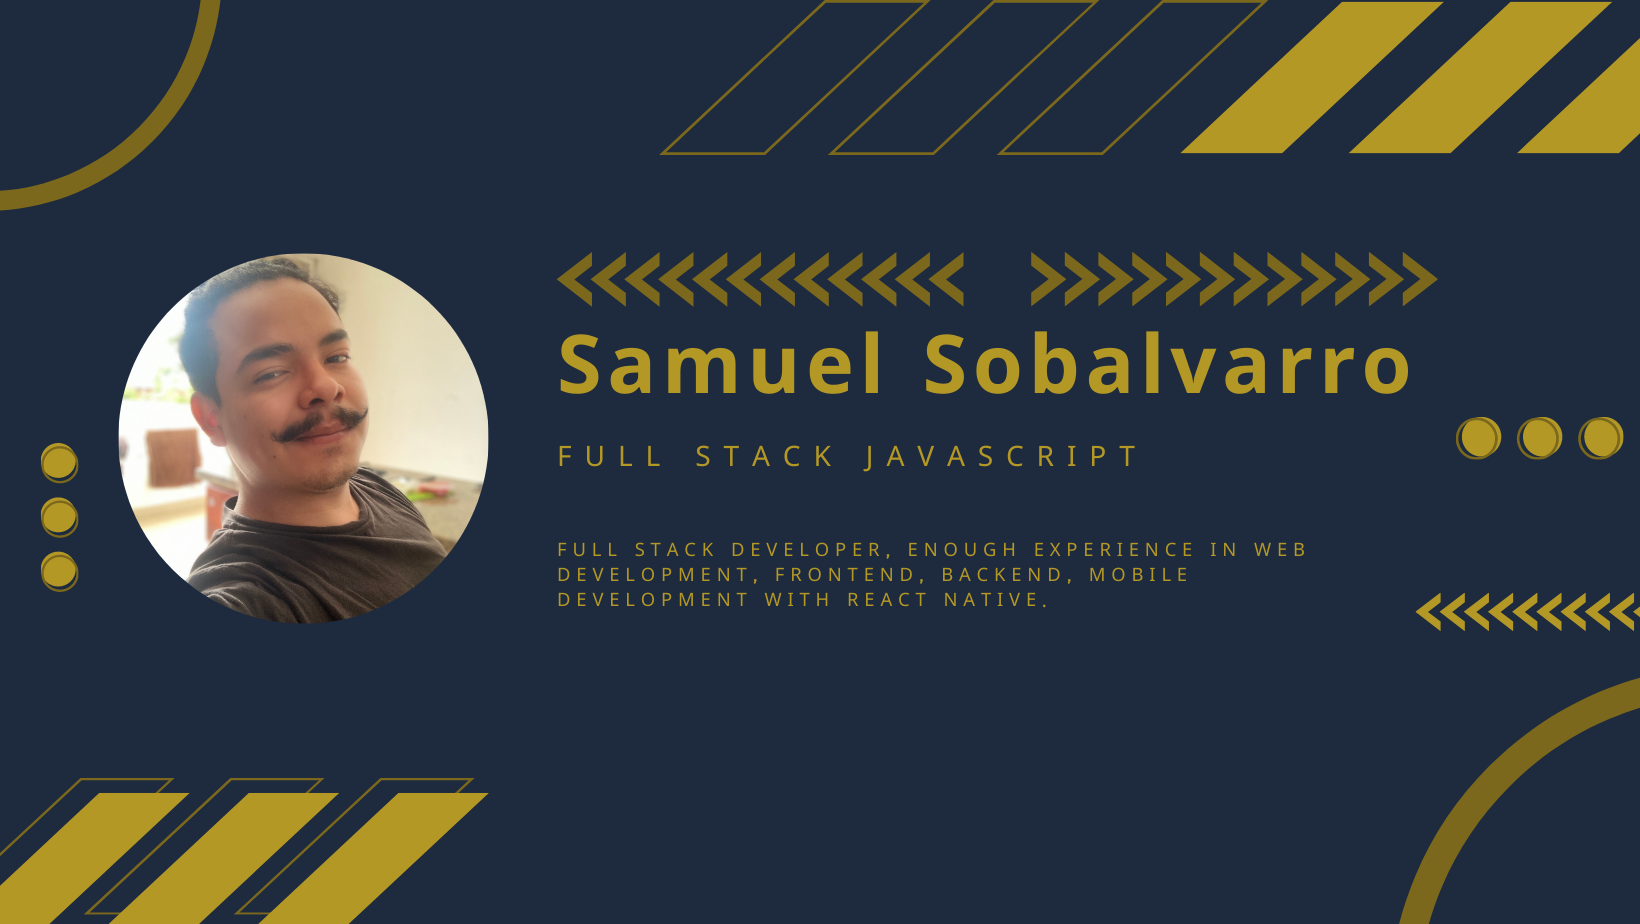 Samuel Sobalvarro
FULL STACK JAVASCRIPT
FULL STACK DEVELOPER, ENOUGH EXPERIENCE IN WEB
DEVELOPMENT, FRONTEND, BACKEND, MOBILE
DEVELOPMENT WITH REACT NATIVE.